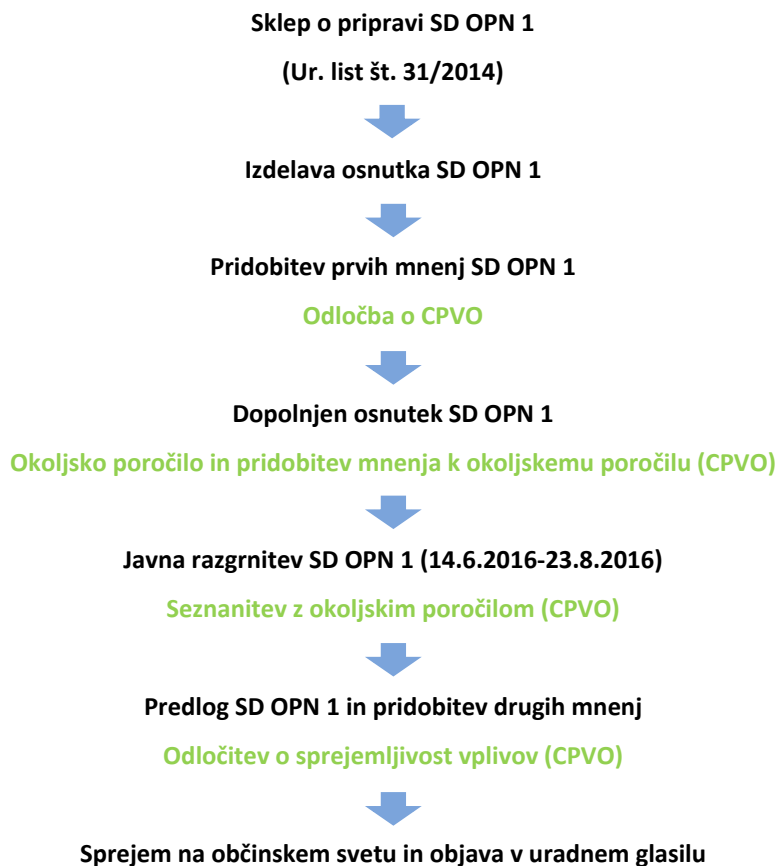 Sklep o pripravi SD OPN 1
(Ur. list št. 31/2014)
Izdelava osnutka SD OPN 1
Pridobitev prvih mnenj SD OPN 1
Odločba o CPVO
Dopolnjen osnutek SD OPN 1
Okoljsko poročilo in pridobitev mnenja k okoljskemu poročilu (CPVO)
Javna razgrnitev SD OPN 1 (14.6.2016-23.8.2016)
Seznanitev z okoljskim poročilom (CPVO)
Predlog SD OPN 1 in pridobitev drugih mnenj
Odločitev o sprejemljivost vplivov (CPVO)
Sprejem na občinskem svetu in objava v uradnem glasilu